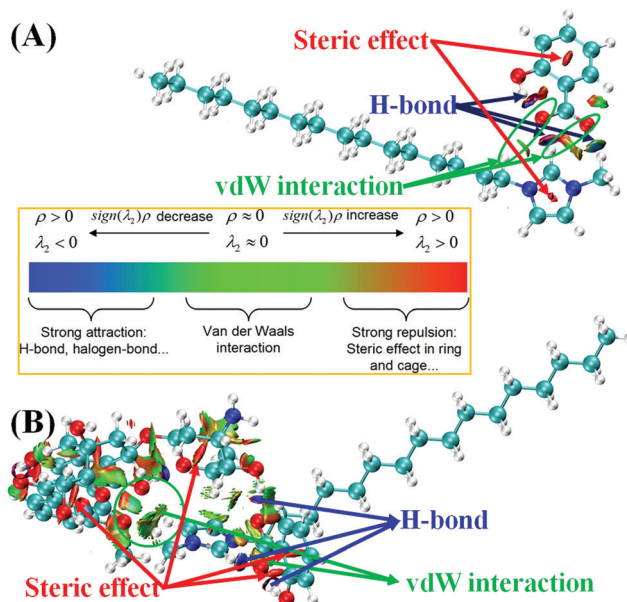 (A)
Steric effect
H-bond
vdW interaction
ρ > 0 sign(λ₂)ρ decrease ρ ≈ 0 sign(λ₂)ρ increase ρ > 0
λ₂ < 0 λ₂ ≈ 0 λ₂ > 0
Strong attraction:
H-bond, halogen-bond...
Van der Waals
interaction
Strong repulsion:
Steric effect in ring
and cage...
(B)
H-bond
Steric effect
vdW interaction